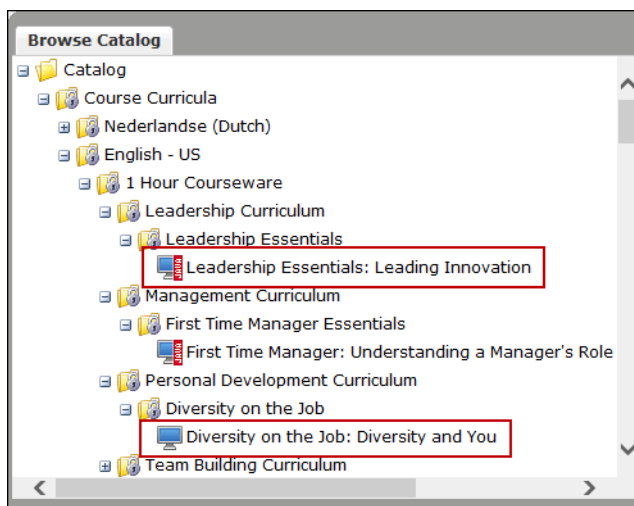 Browse Catalog
Catalog
Course Curricula
Nederlandse (Dutch)
English - US
1 Hour Courseware
Leadership Curriculum
Leadership Essentials
JAVA Leadership Essentials: Leading Innovation
Management Curriculum
First Time Manager Essentials
JAVA First Time Manager: Understanding a Manager's Role
Personal Development Curriculum
Diversity on the Job
Diversity on the Job: Diversity and You
Team Building Curriculum